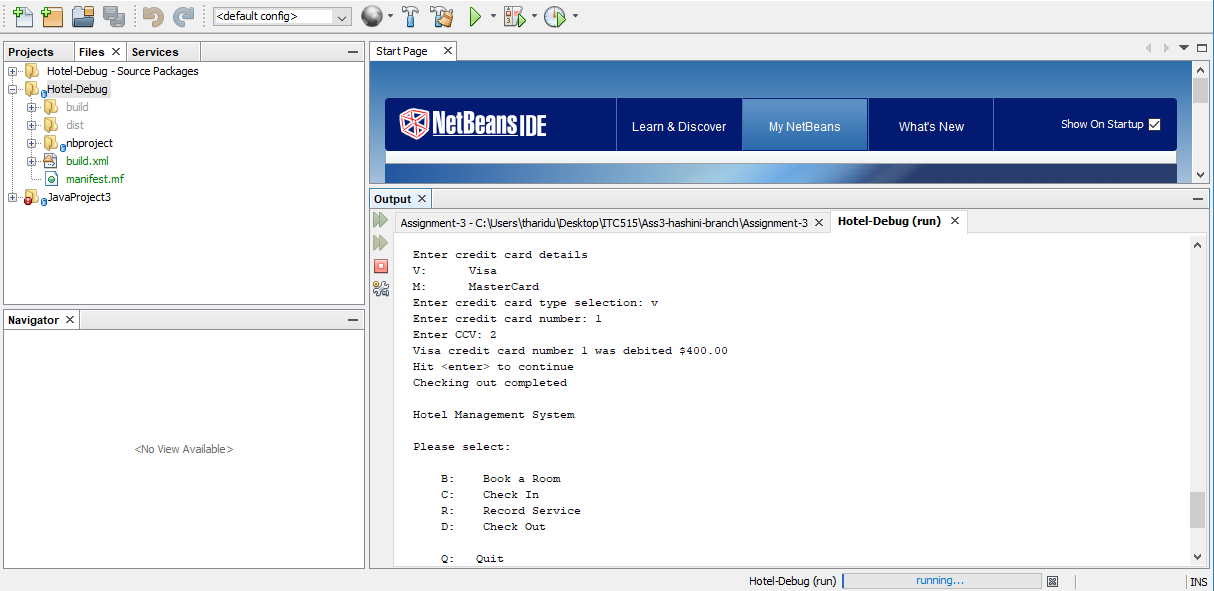 <default config>
Projects Files Services
Hotel-Debug - Source Packages
Hotel-Debug
build
dist
nbproject
build.xml
manifest.mf
JavaProject3
Navigator
<No View Available>
Start Page
NetBeans IDE
Learn & Discover
My NetBeans
What's New
Show On Startup
Output
Assignment-3 - C:\Users\tharidu\Desktop\ITC515\Ass3-hashini-branch\Assignment-3
Hotel-Debug (run)
Enter credit card details
V: Visa
M: MasterCard
Enter credit card type selection: v
Enter credit card number: 1
Enter CCV: 2
Visa credit card number 1 was debited $400.00
Hit <enter> to continue
Checking out completed
Hotel Management System
Please select:
B: Book a Room
C: Check In
R: Record Service
D: Check Out
Q: Quit
Hotel-Debug (run) running... INS